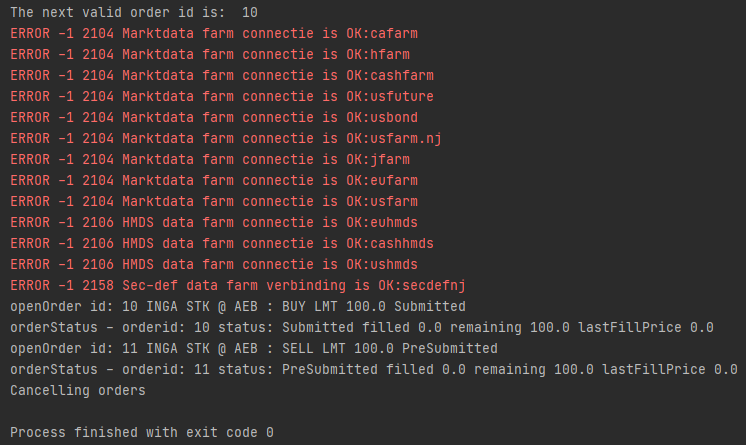 The next valid order id is:  10
ERROR -1 2104 Marktdata farm connectie is OK:cafarm
ERROR -1 2104 Marktdata farm connectie is OK:hfarm
ERROR -1 2104 Marktdata farm connectie is OK:cashfarm
ERROR -1 2104 Marktdata farm connectie is OK:usfuture
ERROR -1 2104 Marktdata farm connectie is OK:usbond
ERROR -1 2104 Marktdata farm connectie is OK:usfarm.nj
ERROR -1 2104 Marktdata farm connectie is OK:jfarm
ERROR -1 2104 Marktdata farm connectie is OK:eufarm
ERROR -1 2104 Marktdata farm connectie is OK:usfarm
ERROR -1 2106 HMDS data farm connectie is OK:euhmds
ERROR -1 2106 HMDS data farm connectie is OK:cashhmds
ERROR -1 2106 HMDS data farm connectie is OK:ushmds
ERROR -1 2158 Sec-def data farm verbinding is OK:secdefnj
openOrder id: 10 INGA STK @ AEB : BUY LMT 100.0 Submitted
orderStatus - orderid: 10 status: Submitted filled 0.0 remaining 100.0 lastFillPrice 0.0
openOrder id: 11 INGA STK @ AEB : SELL LMT 100.0 PreSubmitted
orderStatus - orderid: 11 status: PreSubmitted filled 0.0 remaining 100.0 lastFillPrice 0.0
Cancelling orders
Process finished with exit code 0